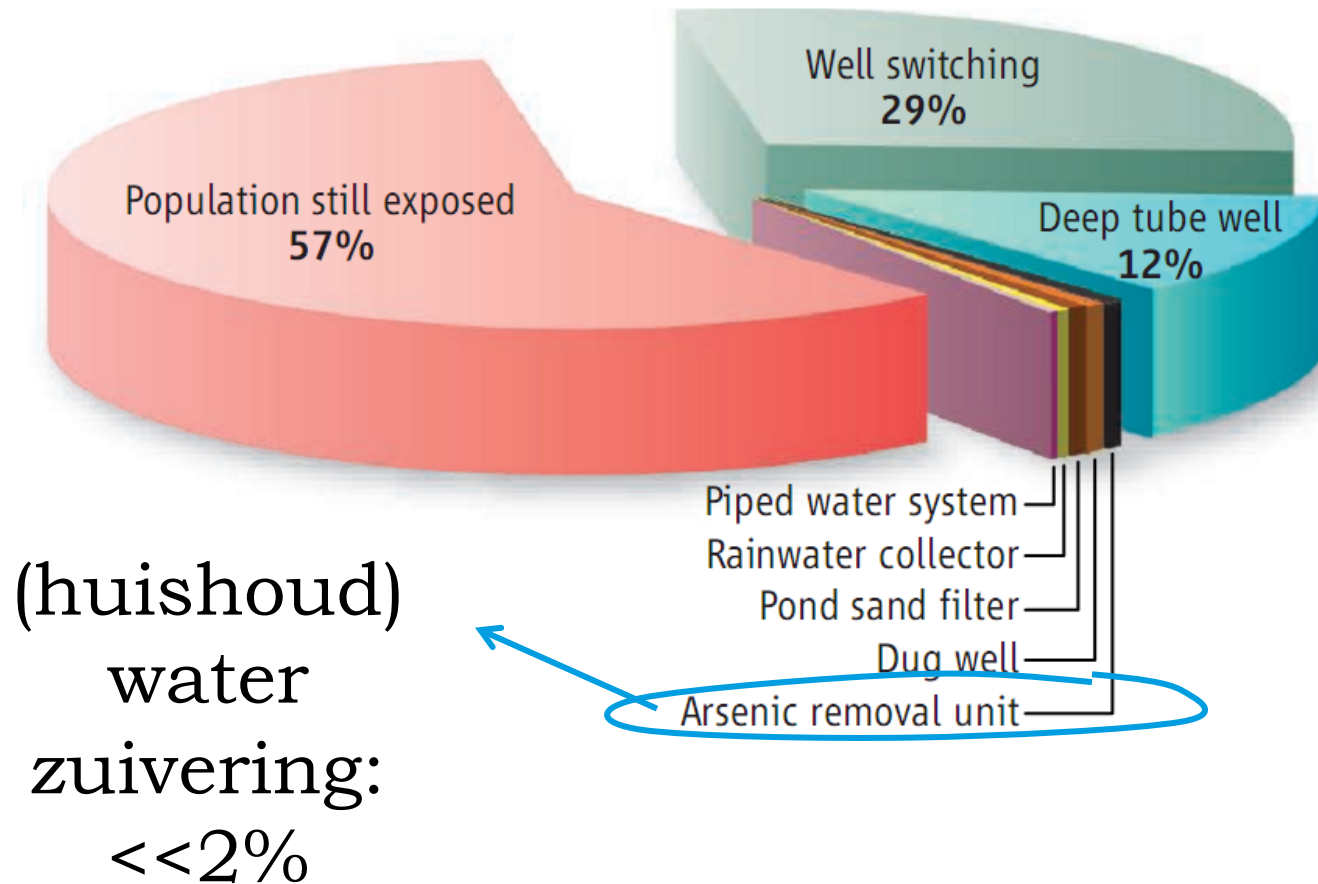 Well switching
29%
Population still exposed
57%
Deep tube well
12%
Piped water system
Rainwater collector
Pond sand filter
Dug well
Arsenic removal unit
(huishoud)
water
zuivering:
<<2%